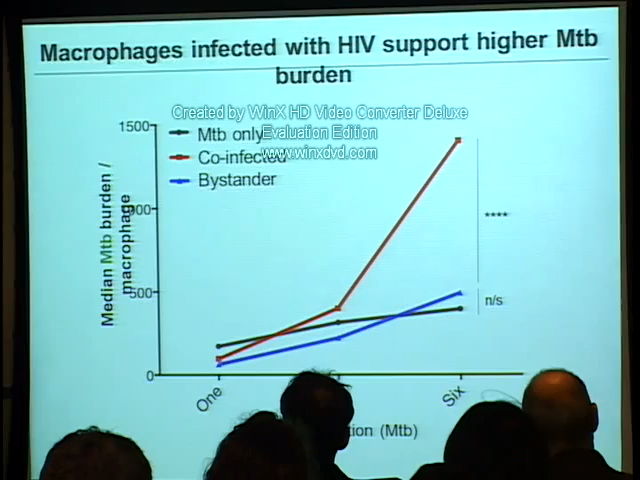 Macrophages infected with HIV support higher Mtb
burden
Created by WinX HD Video Converter Deluxe
Evaluation Edition
www.winxdvd.com
Mtb only
Co-infected
Bystander
Median Mtb burden /
macrophage
1500
500
0
****
n/s
One
Six
(Mtb)